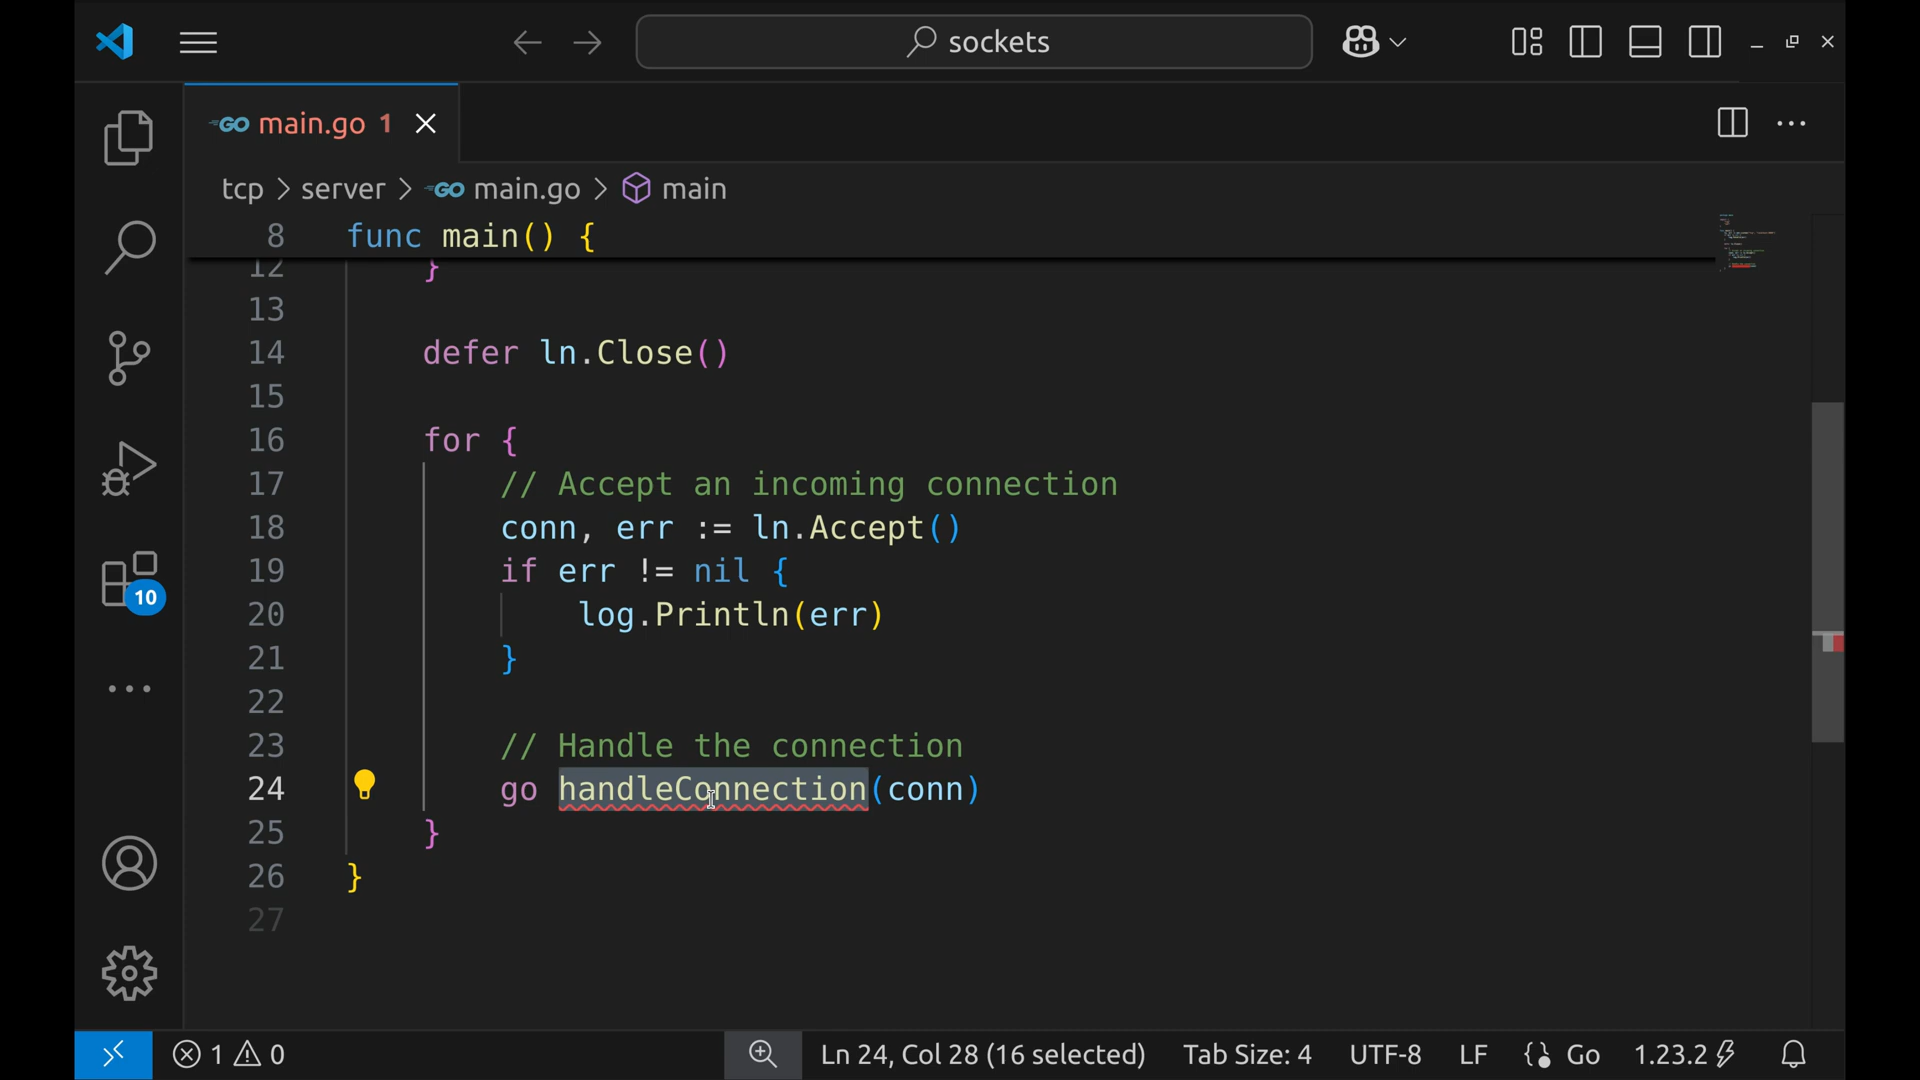 sockets
GO main.go 1
tcp > server > GO main.go > main
8 func main() {
12 }
13
14 defer ln.Close()
15
16 for {
17 // Accept an incoming connection
18 conn, err := ln.Accept()
19 if err != nil {
20 log.Println(err)
21 }
22
23 // Handle the connection
24 go handleConnection(conn)
25 }
26 }
27
10
1 0 Ln 24, Col 28 (16 selected) Tab Size: 4 UTF-8 LF Go 1.23.2